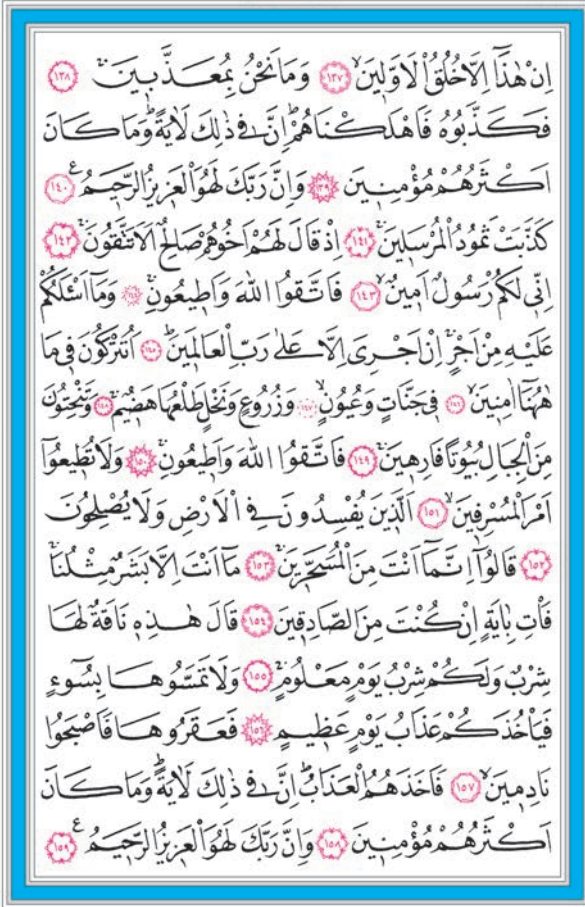 اِنْ هٰذَٓا اِلَّا خُلُقُ الْاَوَّل۪ينَۙ ﴿١٣٧﴾ وَمَا نَحْنُ بِمُعَذَّب۪ينَۚ ﴿١٣٨﴾
فَكَذَّبُوهُ فَاَهْلَكْنَاهُمْۜ اِنَّ ف۪ي ذٰلِكَ لَاٰيَةًۜ وَمَا كَانَ
اَكْثَرُهُمْ مُؤْمِن۪ينَ ﴿١٣٩﴾ وَاِنَّ رَبَّكَ لَهُوَ الْعَز۪يزُ الرَّح۪يمُ۟ ﴿١٤٠﴾
كَذَّبَتْ ثَمُودُ الْمُرْسَل۪ينَۚ ﴿١٤١﴾ اِذْ قَالَ لَهُمْ اَخُوهُمْ صَالِحٌ اَلَا تَتَّقُونَۚ ﴿١٤٢﴾
اِنّ۪ي لَكُمْ رَسُولٌ اَم۪ينٌۙ ﴿١٤٣﴾ فَاتَّقُوا اللّٰهَ وَاَط۪يعُونِۚ ﴿١٤٤﴾ وَمَٓا اَسْـَٔلُكُمْ
عَلَيْهِ مِنْ اَجْرٍۚ اِنْ اَجْرِيَ اِلَّا عَلٰى رَبِّ الْعَالَم۪ينَۜ ﴿١٤٥﴾ اَتُتْرَكُونَ ف۪ي مَا
هٰهُنَٓا اٰمِن۪ينَۙ ﴿١٤٦﴾ ف۪ي جَنَّاتٍ وَعُيُونٍۙ ﴿١٤٧﴾ وَزُرُوعٍ وَنَخْلٍ طَلْعُهَا هَض۪يمٌۚ ﴿١٤٨﴾ وَتَنْحِتُونَ
مِنَ الْجِبَالِ بُيُوتًا فَارِه۪ينَۚ ﴿١٤٩﴾ فَاتَّقُوا اللّٰهَ وَاَط۪يعُونِۚ ﴿١٥٠﴾ وَلَا تُط۪يعُٓوا
اَمْرَ الْمُسْرِف۪ينَۙ ﴿١٥١﴾ اَلَّذ۪ينَ يُفْسِدُونَ فِي الْاَرْضِ وَلَا يُصْلِحُونَ
﴿١٥٢﴾ قَالُٓوا اِنَّمَٓا اَنْتَ مِنَ الْمُسَحَّر۪ينَۚ ﴿١٥٣﴾ مَٓا اَنْتَ اِلَّا بَشَرٌ مِثْلُنَاۚ
فَأْتِ بِاٰيَةٍ اِنْ كُنْتَ مِنَ الصَّادِق۪ينَ ﴿١٥٤﴾ قَالَ هٰذِه۪ نَاقَةٌ لَهَا
شِرْبٌ وَلَكُمْ شِرْبُ يَوْمٍ مَعْلُومٍۚ ﴿١٥٥﴾ وَلَا تَمَسُّوهَا بِسُٓوءٍ
فَيَأْخُذَكُمْ عَذَابُ يَوْمٍ عَظ۪يمٍ ﴿١٥٦﴾ فَعَقَرُوهَا فَاَصْبَحُوا
نَادِم۪ينَۙ ﴿١٥٧﴾ فَاَخَذَهُمُ الْعَذَابُۜ اِنَّ ف۪ي ذٰلِكَ لَاٰيَةًۜ وَمَا كَانَ
اَكْثَرُهُمْ مُؤْمِن۪ينَ ﴿١٥٨﴾ وَاِنَّ رَبَّكَ لَهُوَ الْعَز۪يزُ الرَّح۪يمُ۟ ﴿١٥٩﴾